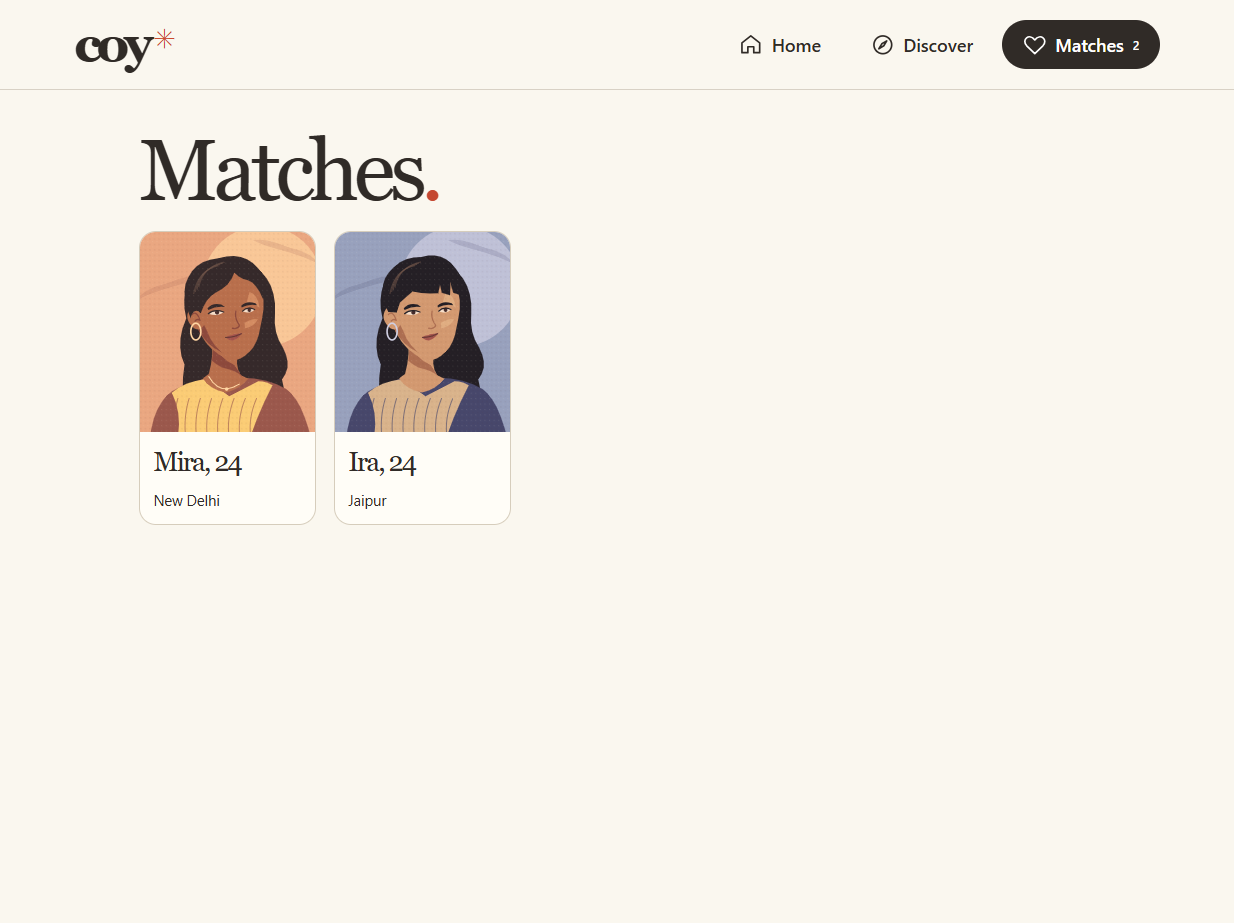 coy
Home
Discover
Matches 2
Matches.
Mira, 24
New Delhi
Ira, 24
Jaipur